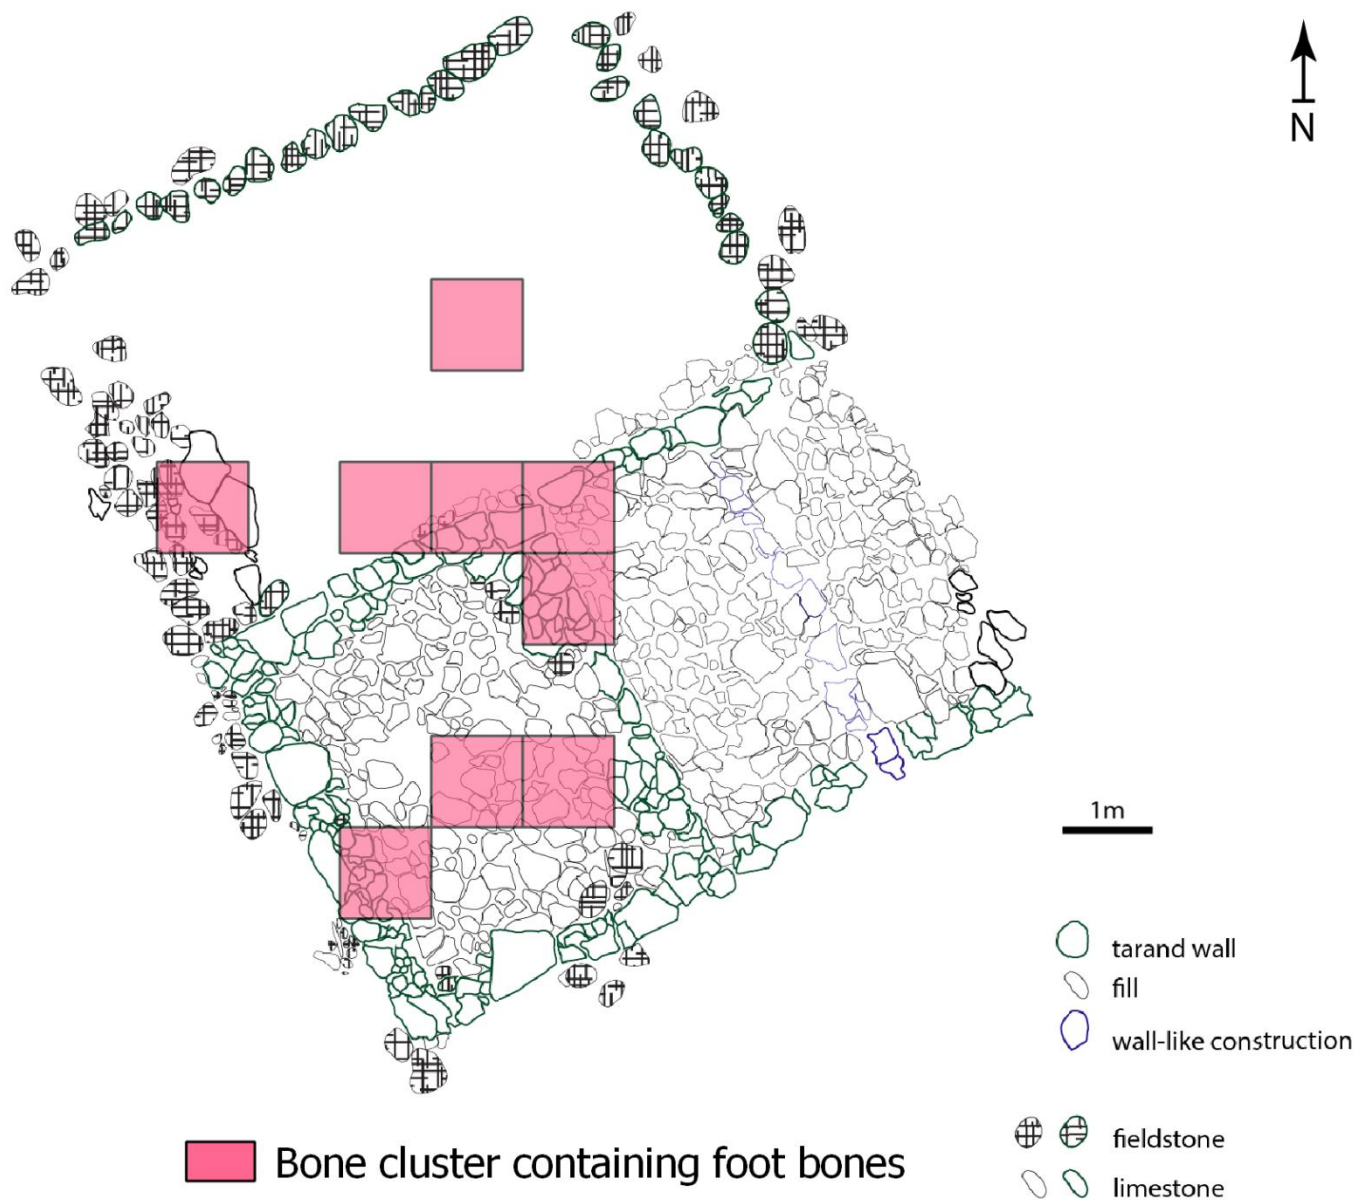 N
1m
tarand wall
fill
wall-like construction
fieldstone
Bone cluster containing foot bones
limestone